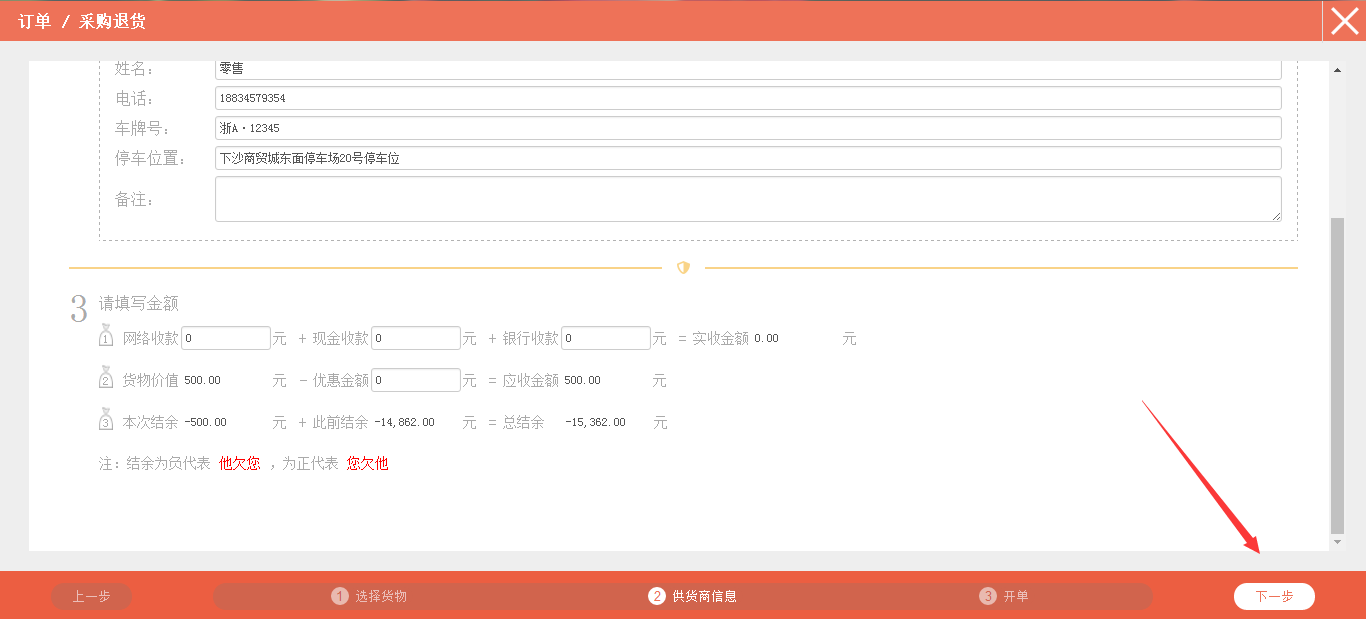 订单 / 采购退货
姓名： 零售
电话： 18834579354
车牌号： 浙A·12345
停车位置： 下沙商贸城东面停车场20号停车位
备注：
3 请填写金额
1 网络收款 0 元 + 现金收款 0 元 + 银行收款 0 元 = 实收金额 0.00 元
2 货物价值 500.00 元 - 优惠金额 0 元 = 应收金额 500.00 元
3 本次结余 -500.00 元 + 此前结余 -14,862.00 元 = 总结余 -15,362.00 元
注：结余为负代表 他欠您 ，为正代表 您欠他
上一步 1 选择货物 2 供货商信息 3 开单 下一步